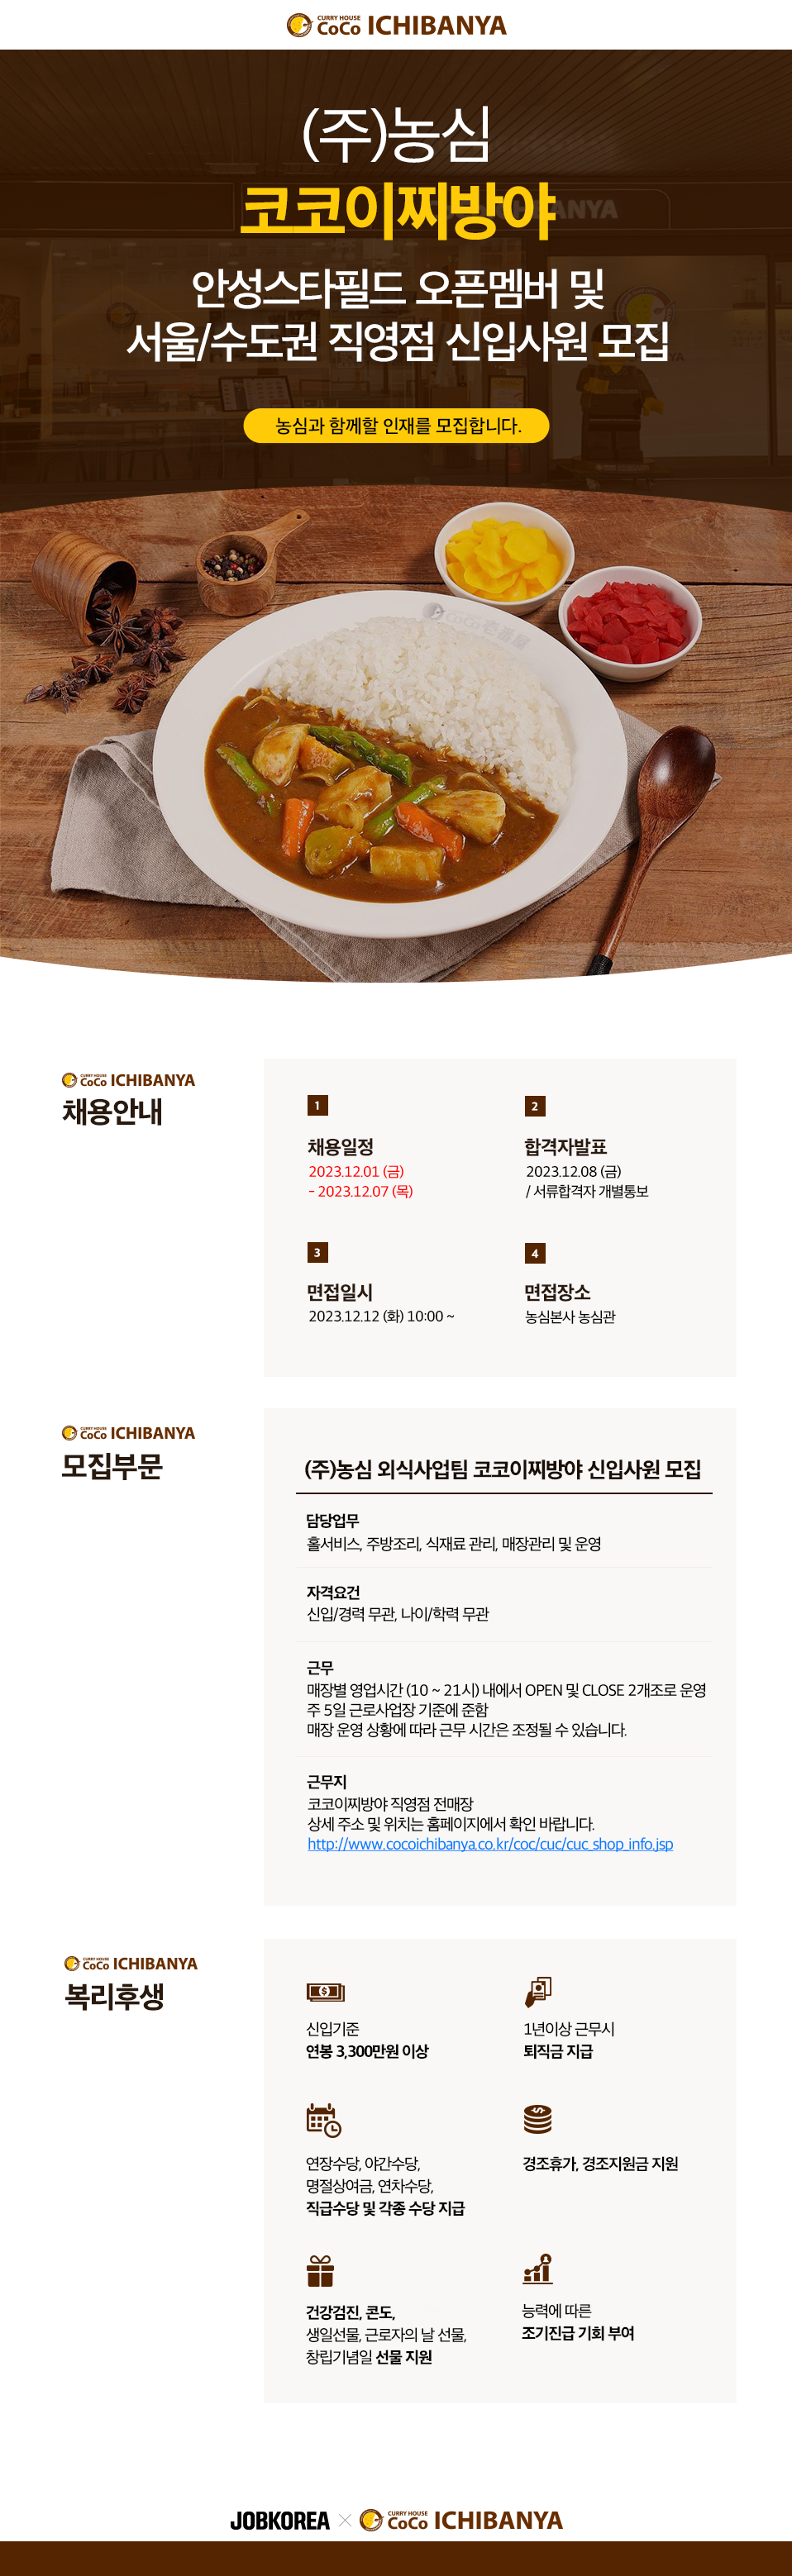 CURRY HOUSE
CoCo ICHIBANYA
(주)농심
코코이찌방야
안성스타필드 오픈멤버 및
서울/수도권 직영점 신입사원 모집
농심과 함께할 인재를 모집합니다.
CoCo壱番屋
CURRY HOUSE
CoCo ICHIBANYA
채용안내
1
채용일정
2023.12.01 (금)
- 2023.12.07 (목)
2
합격자발표
2023.12.08 (금)
/ 서류합격자 개별통보
3
면접일시
2023.12.12 (화) 10:00 ~
4
면접장소
농심본사 농심관
CURRY HOUSE
CoCo ICHIBANYA
모집부문
(주)농심 외식사업팀 코코이찌방야 신입사원 모집
담당업무
홀서비스, 주방조리, 식재료 관리, 매장관리 및 운영
자격요건
신입/경력 무관, 나이/학력 무관
근무
매장별 영업시간 (10 ~ 21시) 내에서 OPEN 및 CLOSE 2개조로 운영
주 5일 근로사업장 기준에 준함
매장 운영 상황에 따라 근무 시간은 조정될 수 있습니다.
근무지
코코이찌방야 직영점 전매장
상세 주소 및 위치는 홈페이지에서 확인 바랍니다.
http://www.cocoichibanya.co.kr/coc/cuc/cuc_shop_info.jsp
CURRY HOUSE
CoCo ICHIBANYA
복리후생
신입기준
연봉 3,300만원 이상
1년이상 근무시
퇴직금 지급
연장수당, 야간수당,
명절상여금, 연차수당,
직급수당 및 각종 수당 지급
경조휴가, 경조지원금 지원
건강검진, 콘도,
생일선물, 근로자의 날 선물,
창립기념일 선물 지원
능력에 따른
조기진급 기회 부여
JOBKOREA × CURRY HOUSE CoCo ICHIBANYA